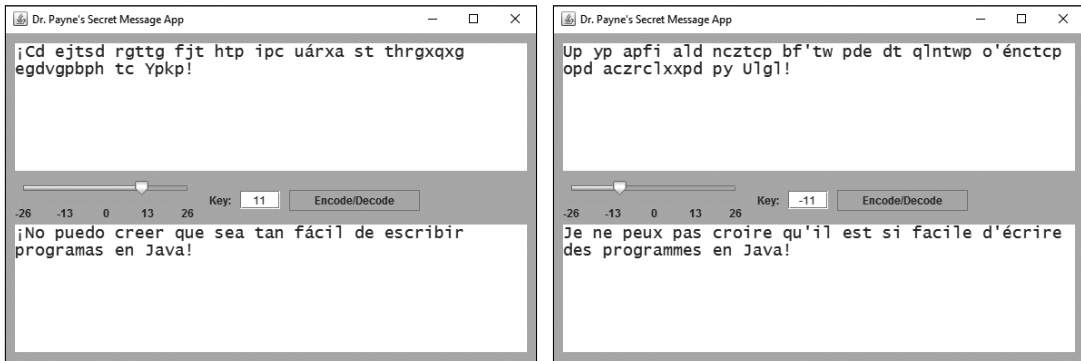 Dr. Payne's Secret Message App
¡Cd ejtsd rgttg fjt htp ipc uárxa st thrgxqxg
egdvgpbph tc Ypkp!
Key: 11 Encode/Decode
-26 -13 0 13 26
¡No puedo creer que sea tan fácil de escribir
programas en Java!
Dr. Payne's Secret Message App
Up yp apfi ald ncztcp bf'tw pde dt qlntwp o'énctcp
opd aczrclxxpd py Ulgl!
Key: -11 Encode/Decode
-26 -13 0 13 26
Je ne peux pas croire qu'il est si facile d'écrire
des programmes en Java!